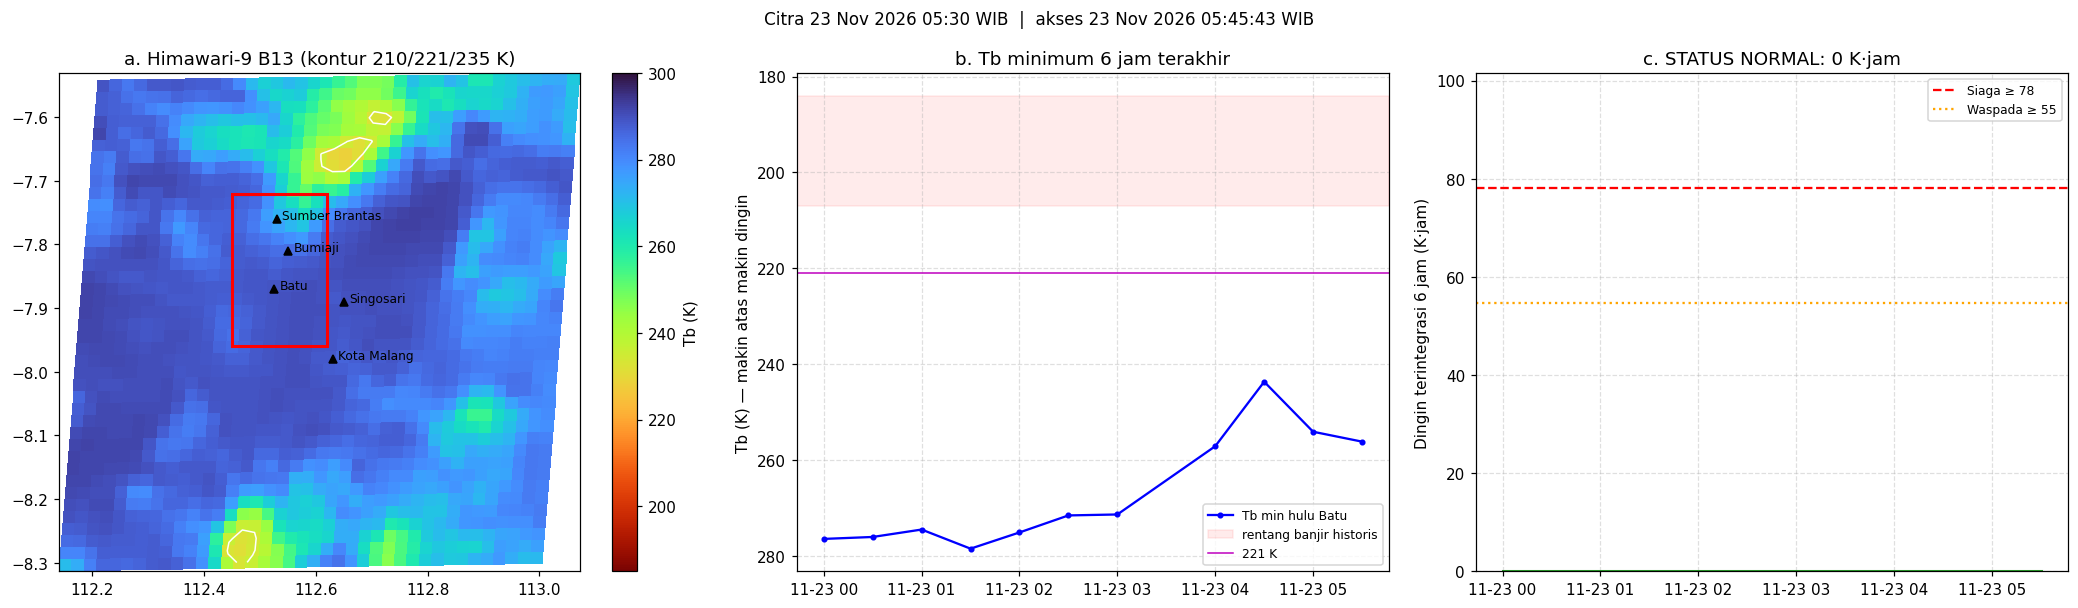 Citra 23 Nov 2026 05:30 WIB | akses 23 Nov 2026 05:45:43 WIB
a. Himawari-9 B13 (kontur 210/221/235 K)
−7.6
−7.7
−7.8
−7.9
−8.0
−8.1
−8.2
−8.3
112.2
112.4
112.6
112.8
113.0
Sumber Brantas
Bumiaji
Batu
Singosari
Kota Malang
300
280
260
240
220
200
Tb (K)
b. Tb minimum 6 jam terakhir
Tb (K) — makin atas makin dingin
180
200
220
240
260
280
11-23 00
11-23 01
11-23 02
11-23 03
11-23 04
11-23 05
Tb min hulu Batu
rentang banjir historis
221 K
c. STATUS NORMAL: 0 K·jam
Dingin terintegrasi 6 jam (K·jam)
100
80
60
40
20
0
11-23 00
11-23 01
11-23 02
11-23 03
11-23 04
11-23 05
Siaga ≥ 78
Waspada ≥ 55